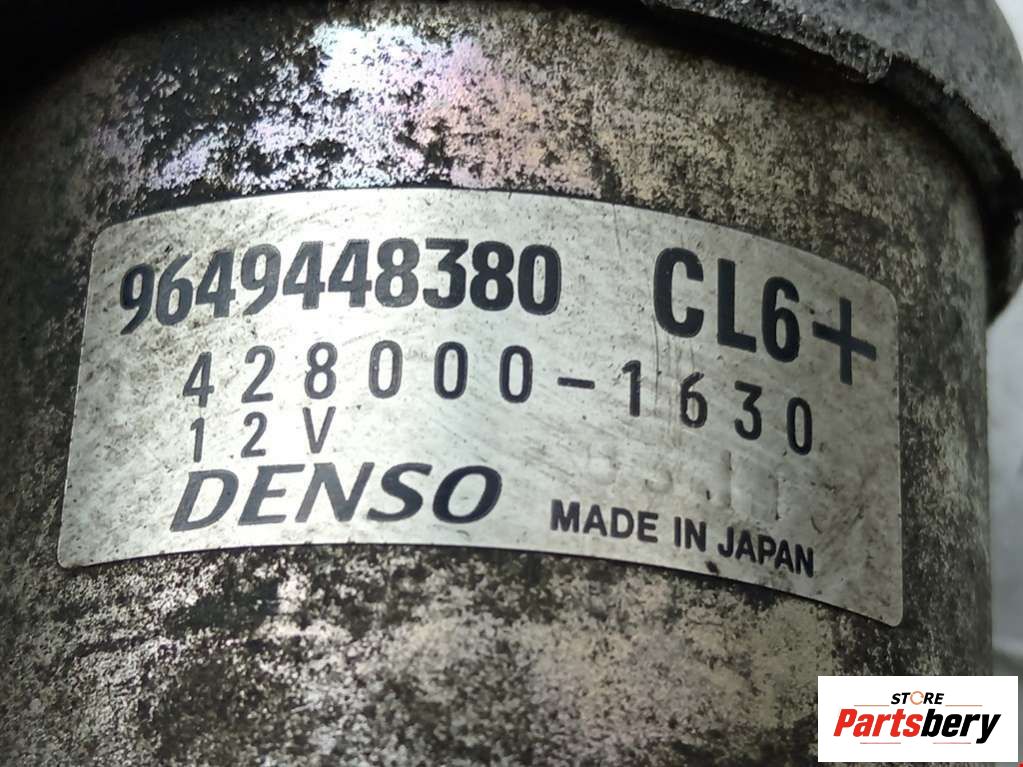 9649448380 CL6+
428000-1630
12V
DENSO MADE IN JAPAN
STORE
Partsbery